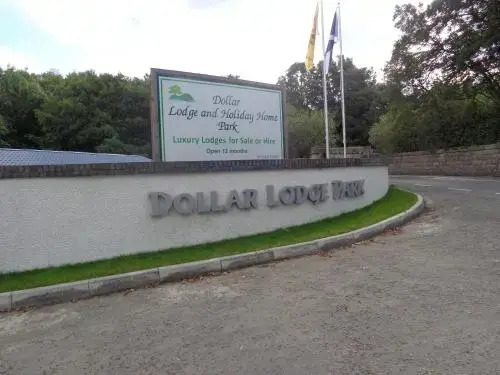 Dollar
Lodge and Holiday Home
Park
Luxury Lodges for Sale or Hire
Open 12 months
DOLLAR LODGE PARK